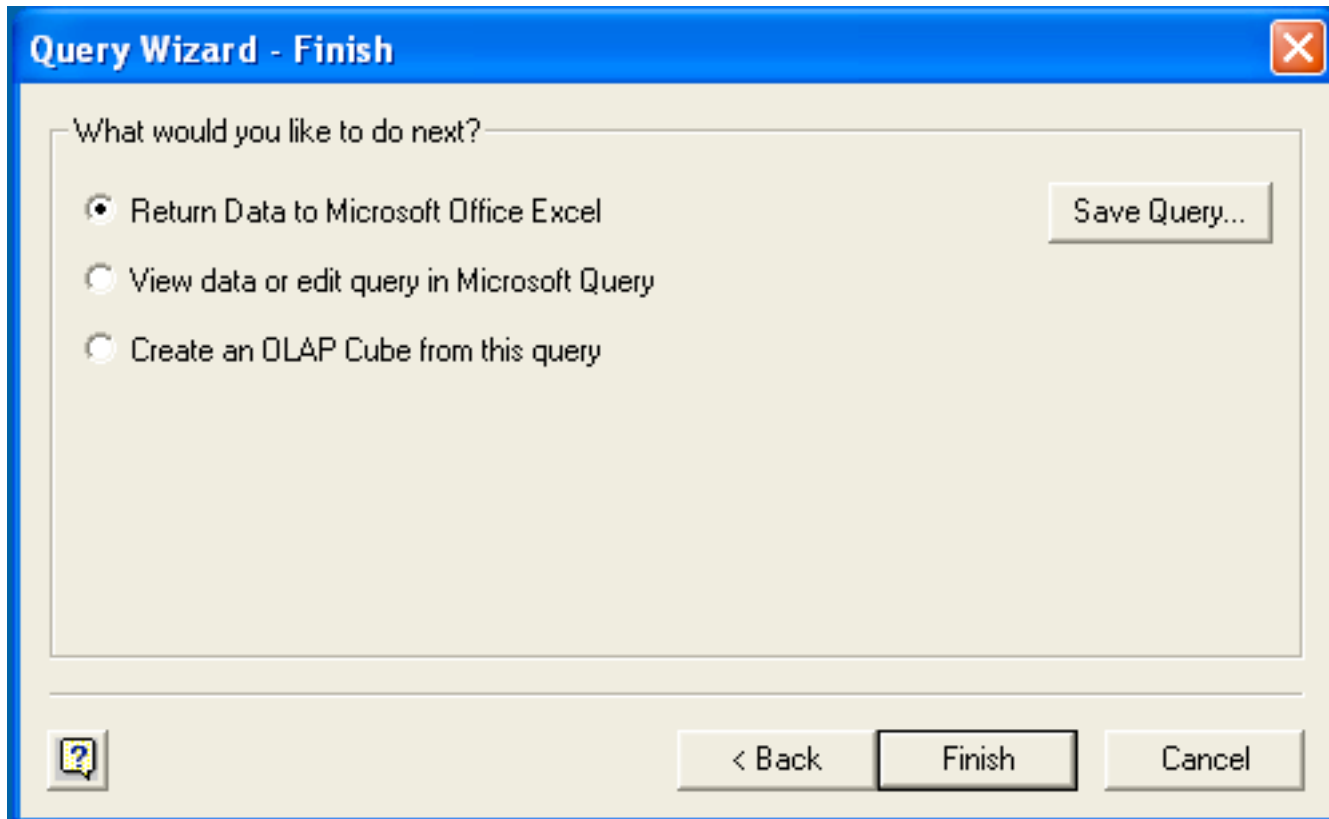 Query Wizard - Finish
What would you like to do next?
Return Data to Microsoft Office Excel
Save Query...
View data or edit query in Microsoft Query
Create an OLAP Cube from this query
?
< Back
Finish
Cancel